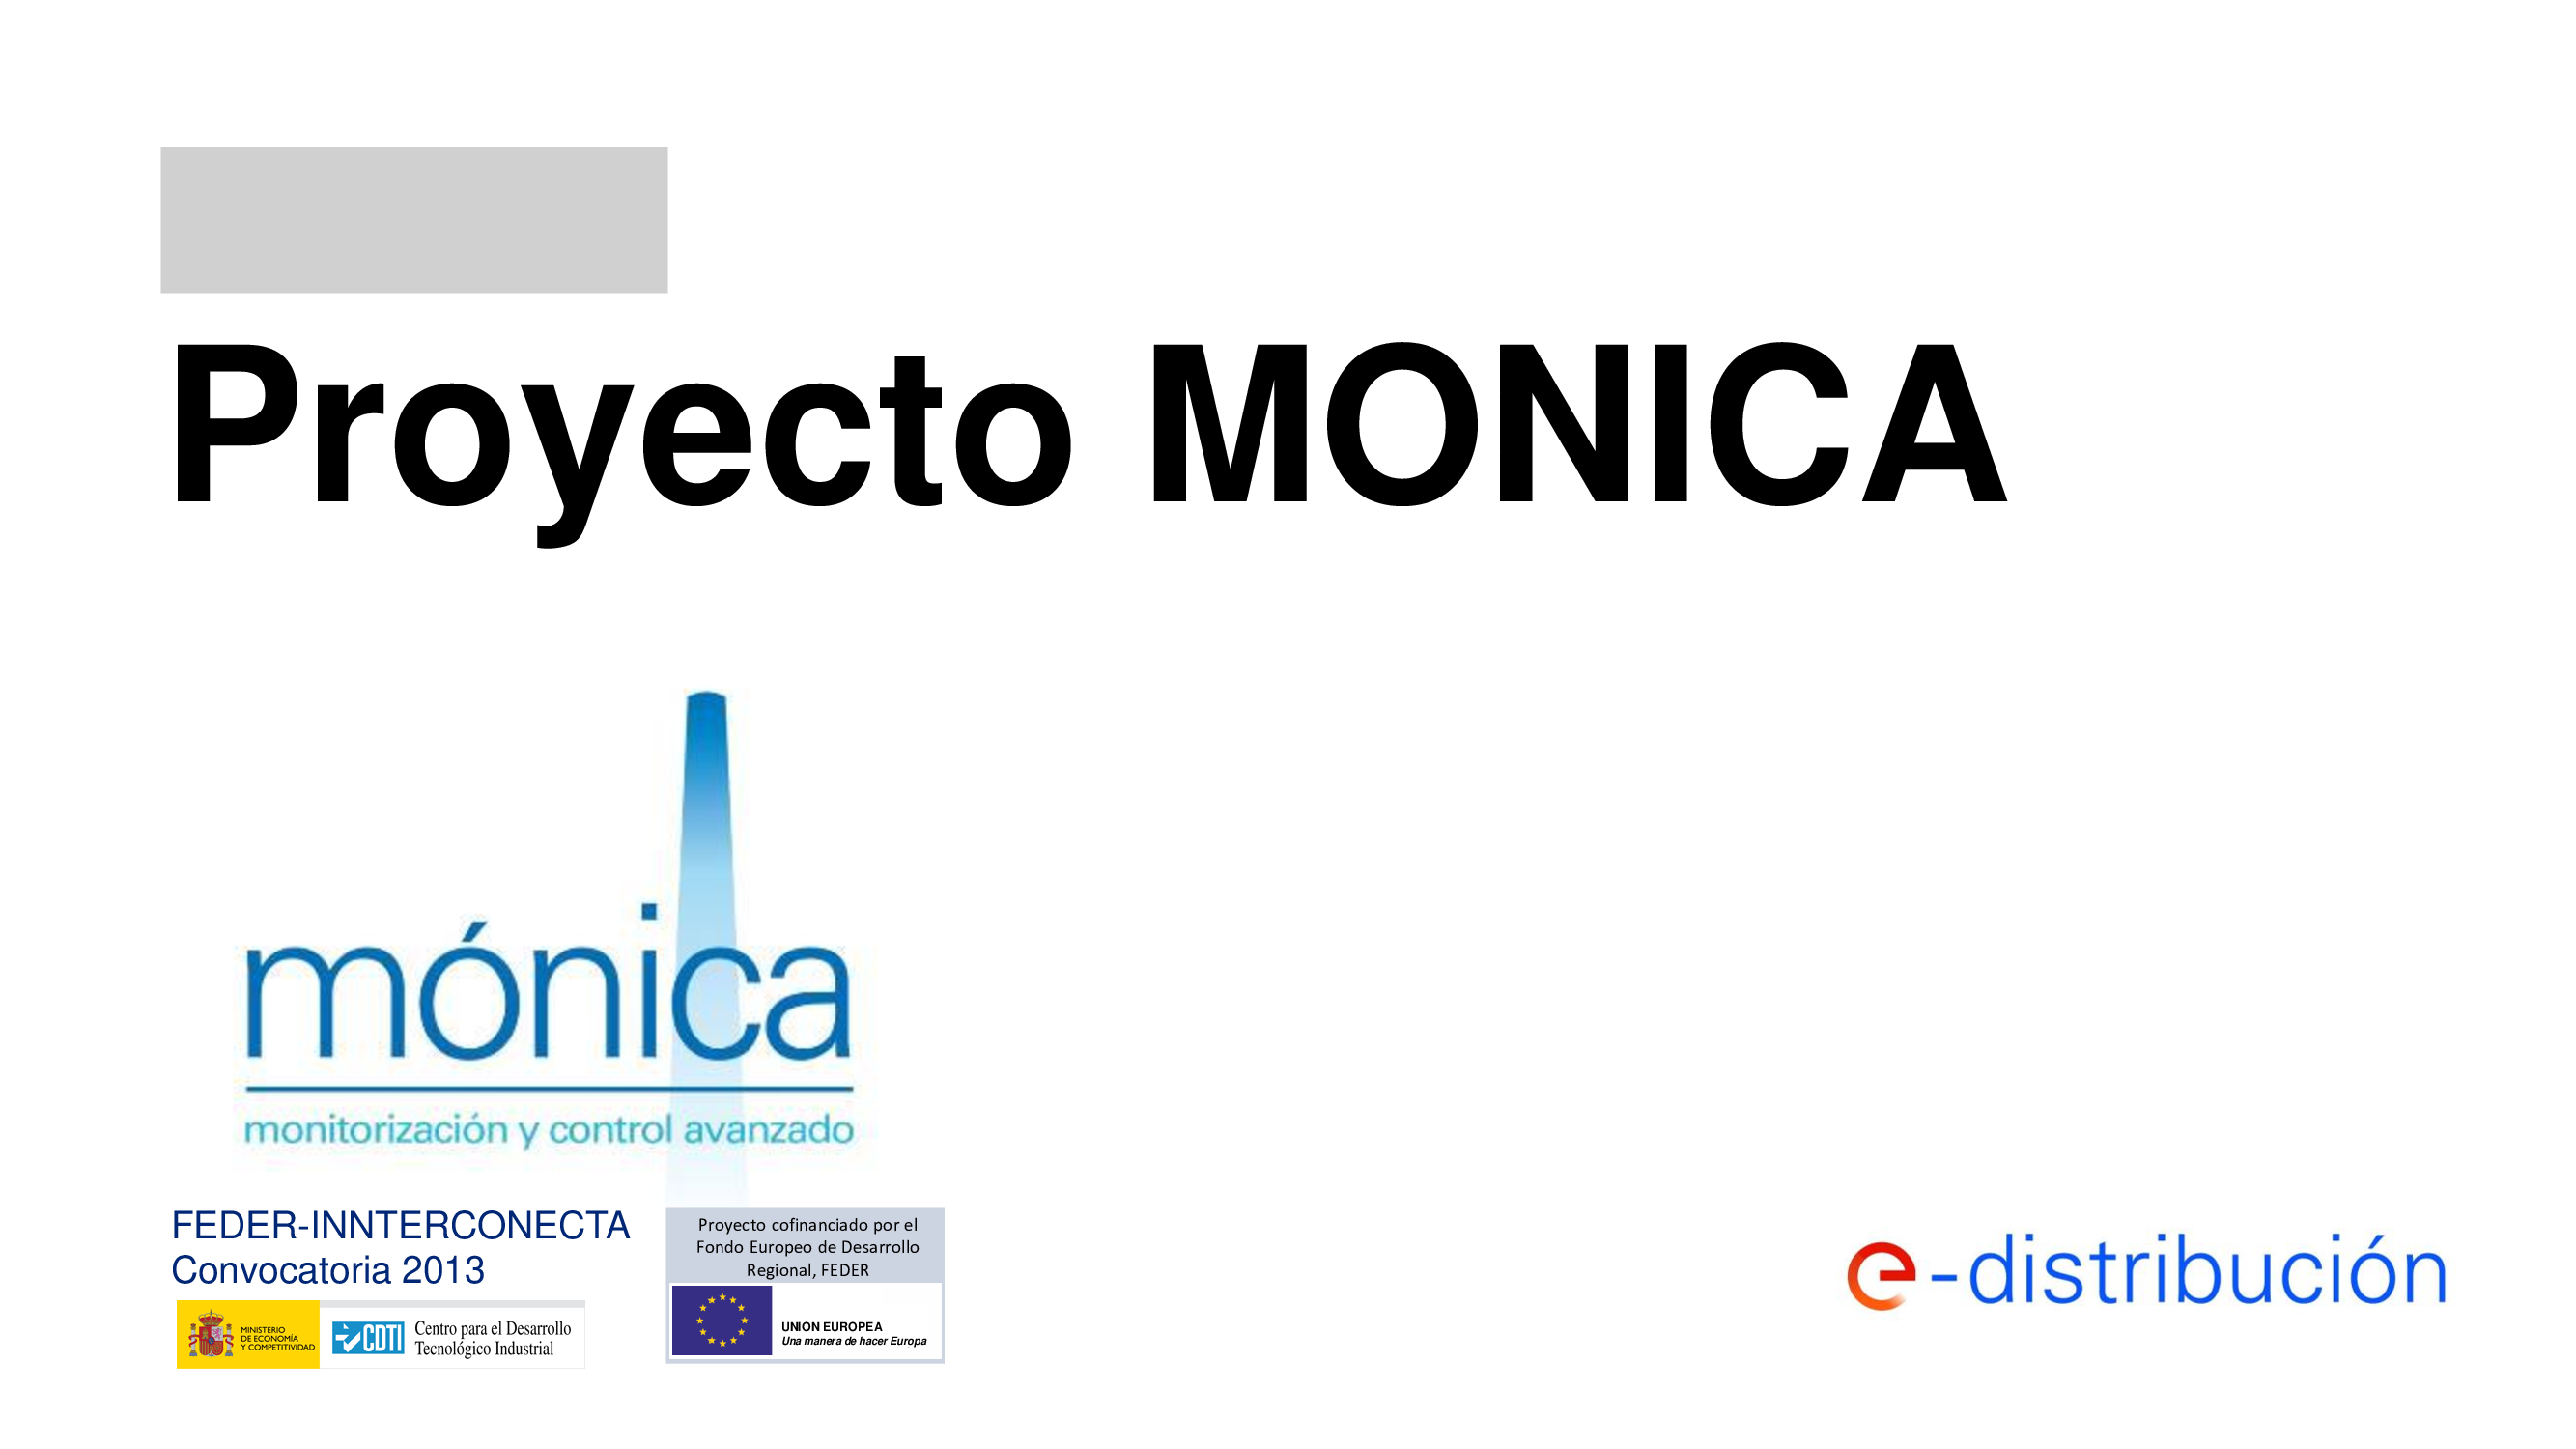 Proyecto MONICA
mónica
monitorización y control avanzado
FEDER-INNTERCONECTA
Convocatoria 2013
MINISTERIO
DE ECONOMÍA
Y COMPETITIVIDAD
CDTI
Centro para el Desarrollo
Tecnológico Industrial
Proyecto cofinanciado por el
Fondo Europeo de Desarrollo
Regional, FEDER
UNION EUROPEA
Una manera de hacer Europa
e-distribución